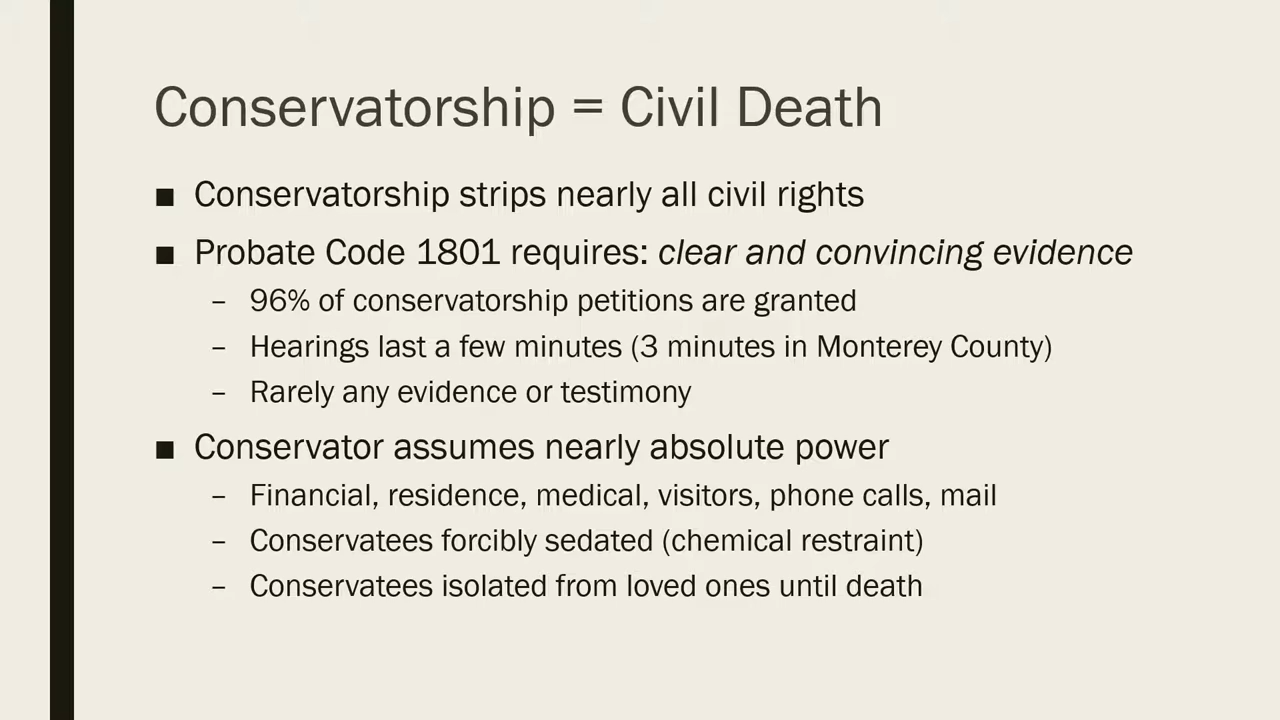 Conservatorship = Civil Death
■ Conservatorship strips nearly all civil rights
■ Probate Code 1801 requires: clear and convincing evidence
– 96% of conservatorship petitions are granted
– Hearings last a few minutes (3 minutes in Monterey County)
– Rarely any evidence or testimony
■ Conservator assumes nearly absolute power
– Financial, residence, medical, visitors, phone calls, mail
– Conservatees forcibly sedated (chemical restraint)
– Conservatees isolated from loved ones until death